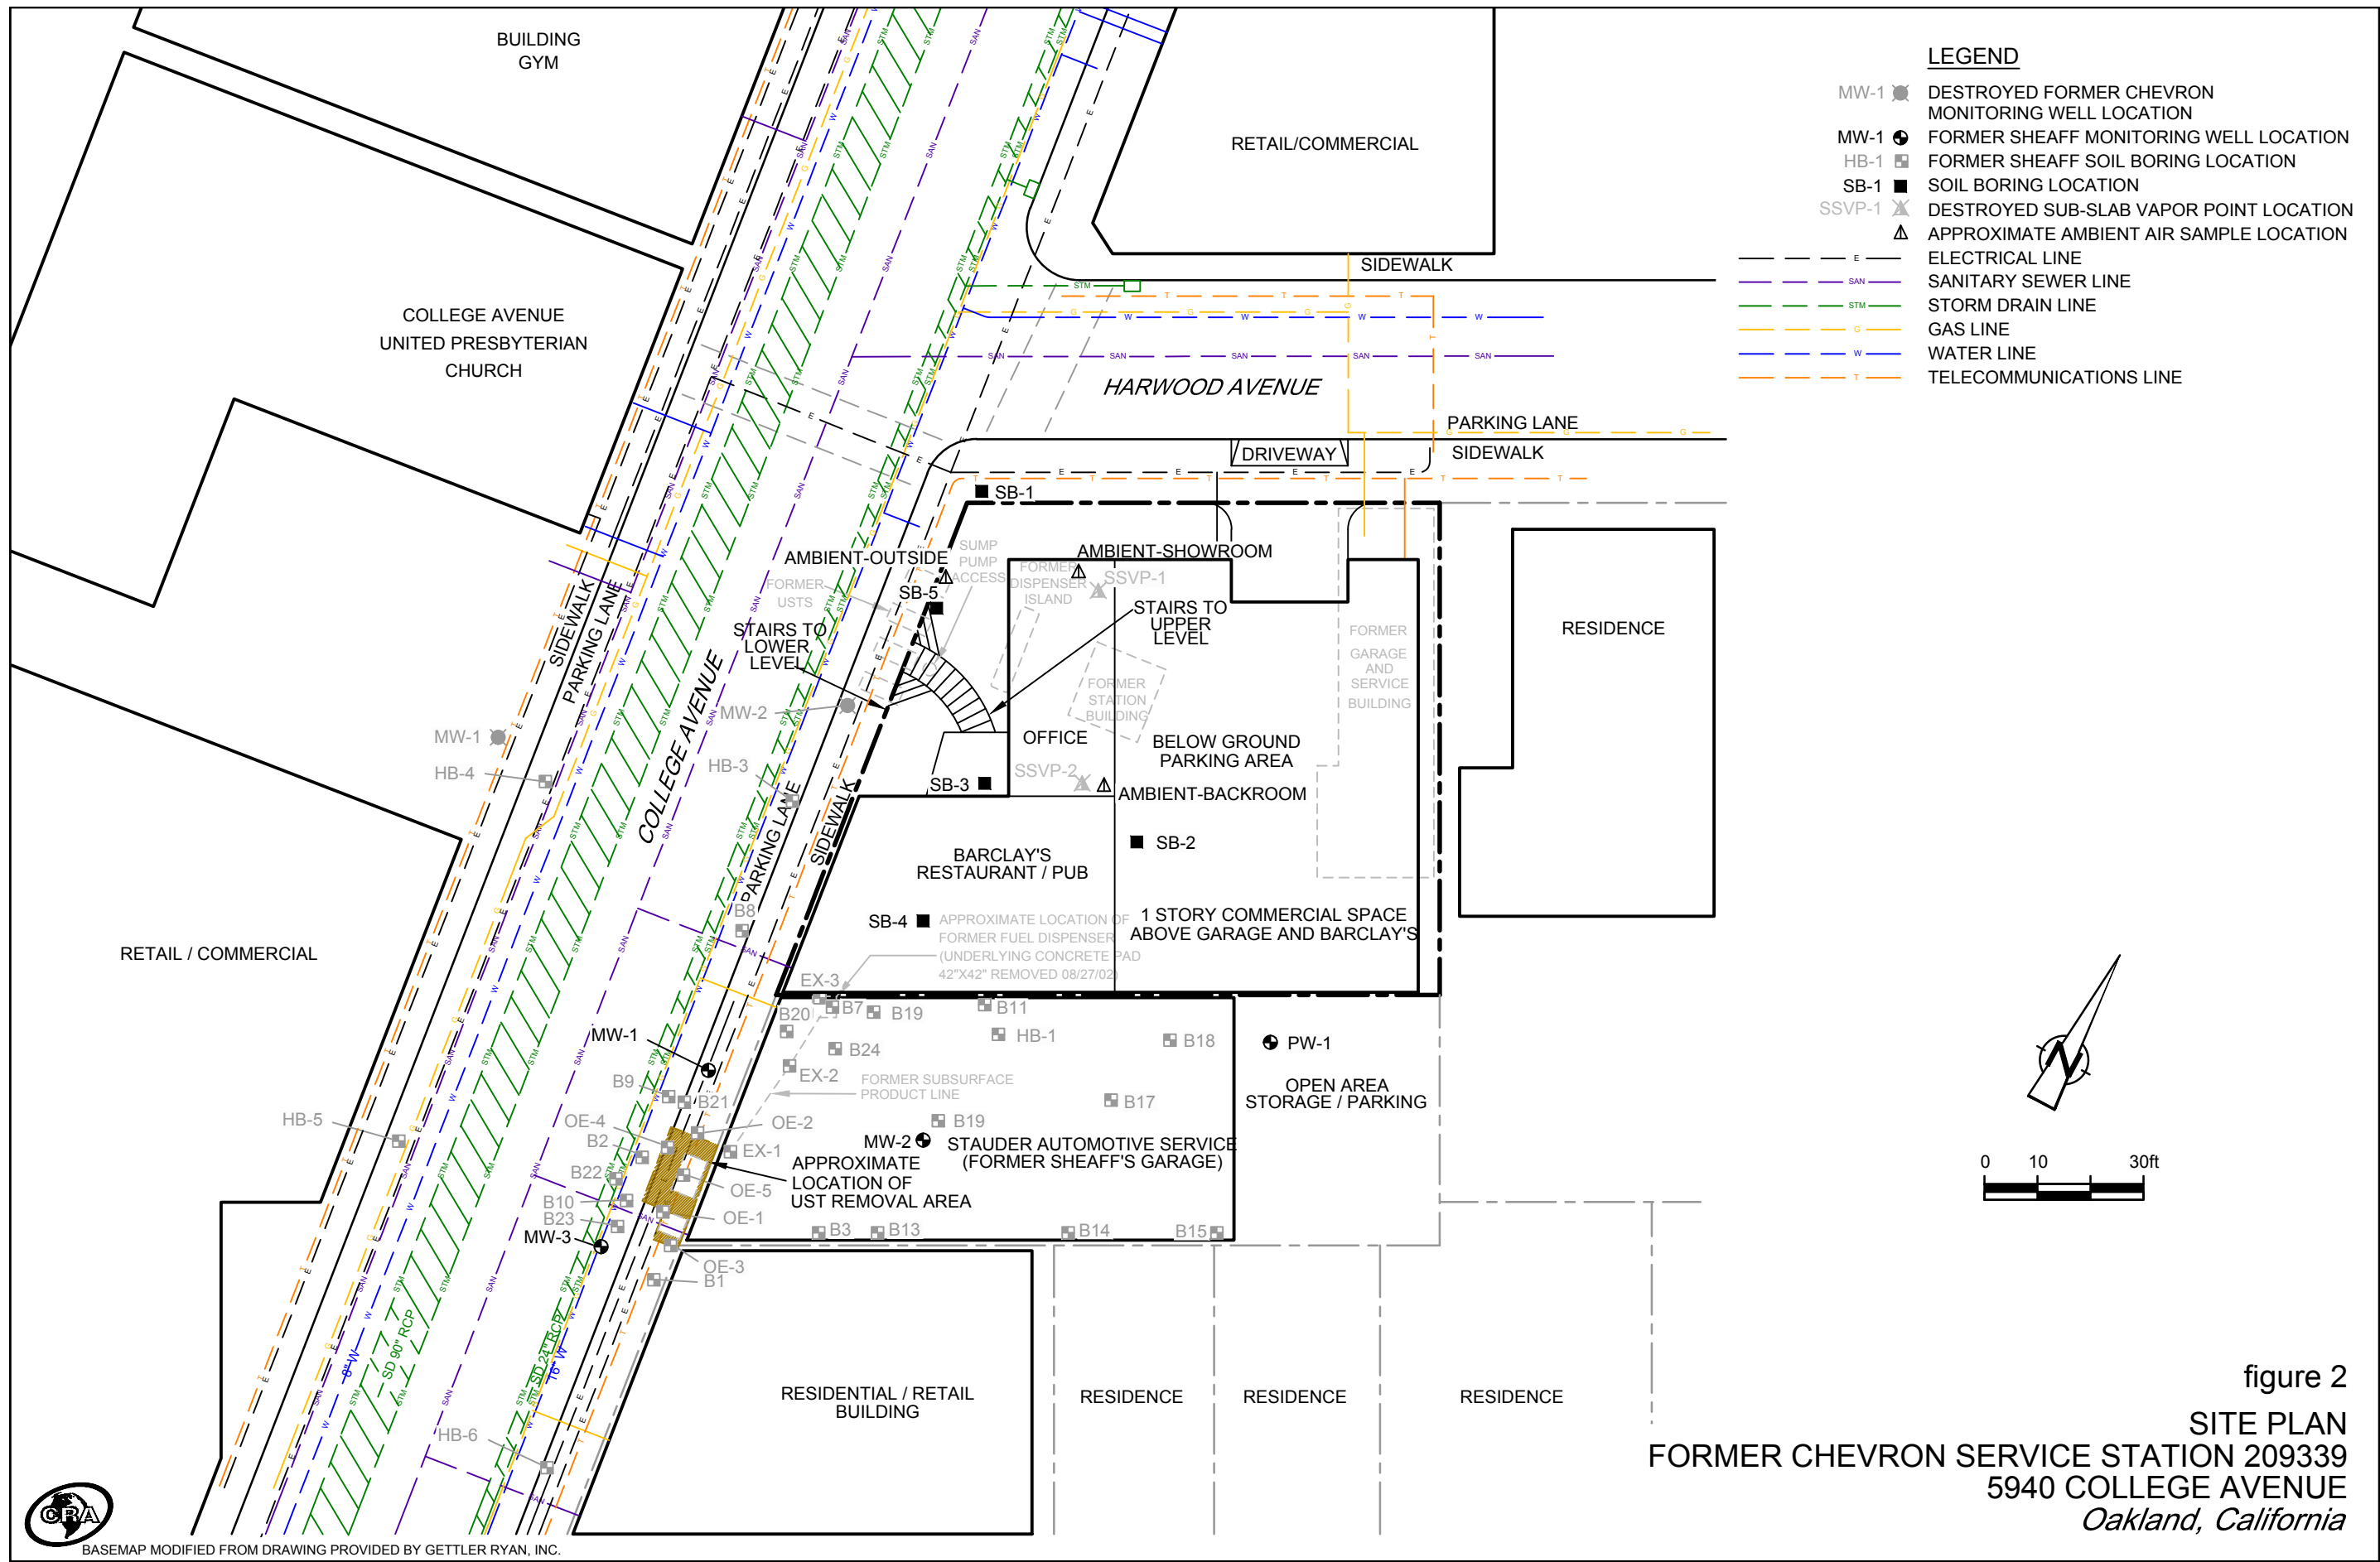 BUILDING
GYM
COLLEGE AVENUE
UNITED PRESBYTERIAN
CHURCH
RETAIL/COMMERCIAL
LEGEND
MW-1 DESTROYED FORMER CHEVRON
MONITORING WELL LOCATION
MW-1 FORMER SHEAFF MONITORING WELL LOCATION
HB-1 FORMER SHEAFF SOIL BORING LOCATION
SB-1 SOIL BORING LOCATION
SSVP-1 DESTROYED SUB-SLAB VAPOR POINT LOCATION
APPROXIMATE AMBIENT AIR SAMPLE LOCATION
E ELECTRICAL LINE
SAN SANITARY SEWER LINE
STM STORM DRAIN LINE
G GAS LINE
W WATER LINE
T TELECOMMUNICATIONS LINE
SIDEWALK
HARWOOD AVENUE
PARKING LANE
SIDEWALK
DRIVEWAY
SB-1
AMBIENT-OUTSIDE
SUMP
PUMP
ACCESS
FORMER
USTS
FORMER
DISPENSER
ISLAND
AMBIENT-SHOWROOM
SSVP-1
SB-5
STAIRS TO
LOWER
LEVEL
STAIRS TO
UPPER
LEVEL
FORMER
STATION
BUILDING
FORMER
GARAGE
AND
SERVICE
BUILDING
RESIDENCE
SIDEWALK
PARKING LANE
COLLEGE AVENUE
MW-2
MW-1
HB-4
HB-3
OFFICE
BELOW GROUND
PARKING AREA
SSVP-2
SB-3
AMBIENT-BACKROOM
SB-2
PARKING LANE
SIDEWALK
BARCLAY'S
RESTAURANT / PUB
SB-4
APPROXIMATE LOCATION OF
FORMER FUEL DISPENSER
(UNDERLYING CONCRETE PAD
42"X42" REMOVED 08/27/02)
1 STORY COMMERCIAL SPACE
ABOVE GARAGE AND BARCLAY'S
RETAIL / COMMERCIAL
B8
EX-3
B20
B7
B19
B11
HB-1
B18
B24
EX-2
MW-1
PW-1
FORMER SUBSURFACE
PRODUCT LINE
OPEN AREA
STORAGE / PARKING
B9
B21
B17
HB-5
OE-4
OE-2
B19
B2
EX-1
MW-2
STAUDER AUTOMOTIVE SERVICE
(FORMER SHEAFF'S GARAGE)
APPROXIMATE
LOCATION OF
UST REMOVAL AREA
B22
OE-5
B10
B23
OE-1
MW-3
B3
B13
B14
B15
OE-3
B1
N
0 10 30ft
8" W
SD 90" RCP
SD 24" RCP
16" W
HB-6
RESIDENTIAL / RETAIL
BUILDING
RESIDENCE
RESIDENCE
RESIDENCE
figure 2
SITE PLAN
FORMER CHEVRON SERVICE STATION 209339
5940 COLLEGE AVENUE
Oakland, California
CRA
BASEMAP MODIFIED FROM DRAWING PROVIDED BY GETTLER RYAN, INC.